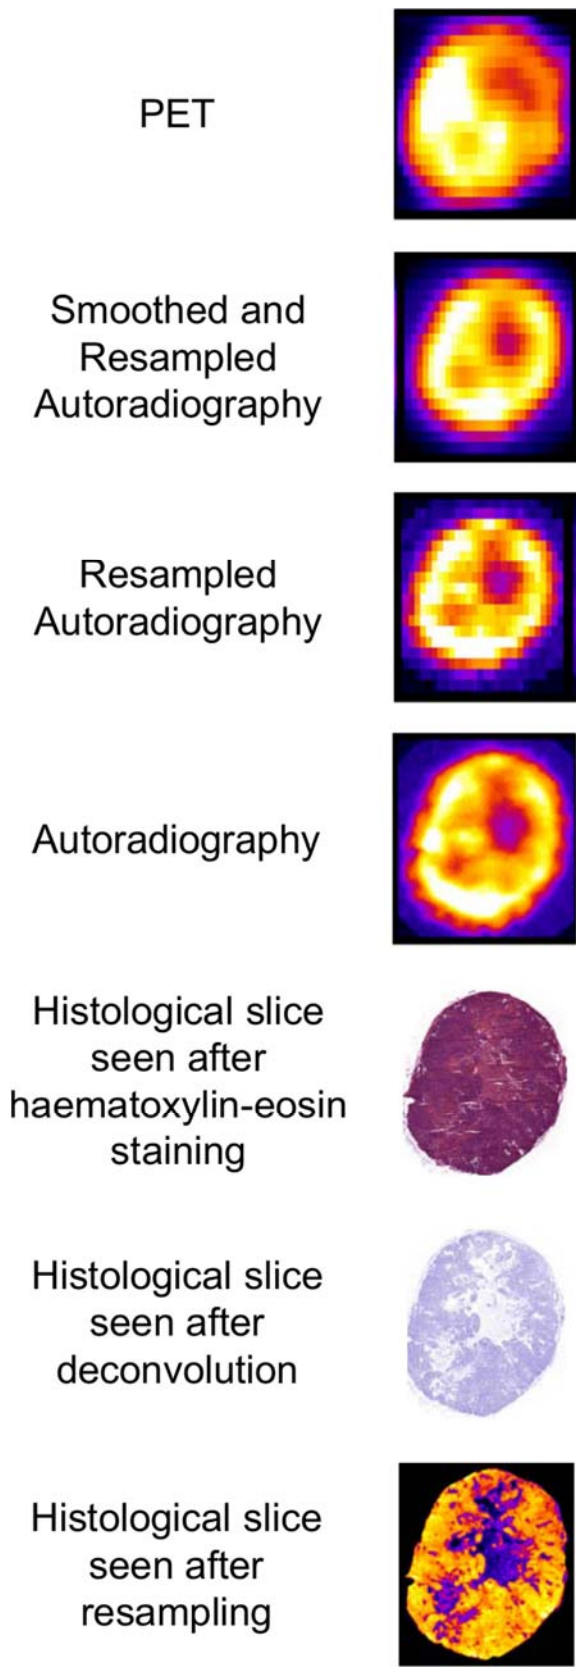 PET
Smoothed and
Resampled
Autoradiography
Resampled
Autoradiography
Autoradiography
Histological slice
seen after
haematoxylin-eosin
staining
Histological slice
seen after
deconvolution
Histological slice
seen after
resampling